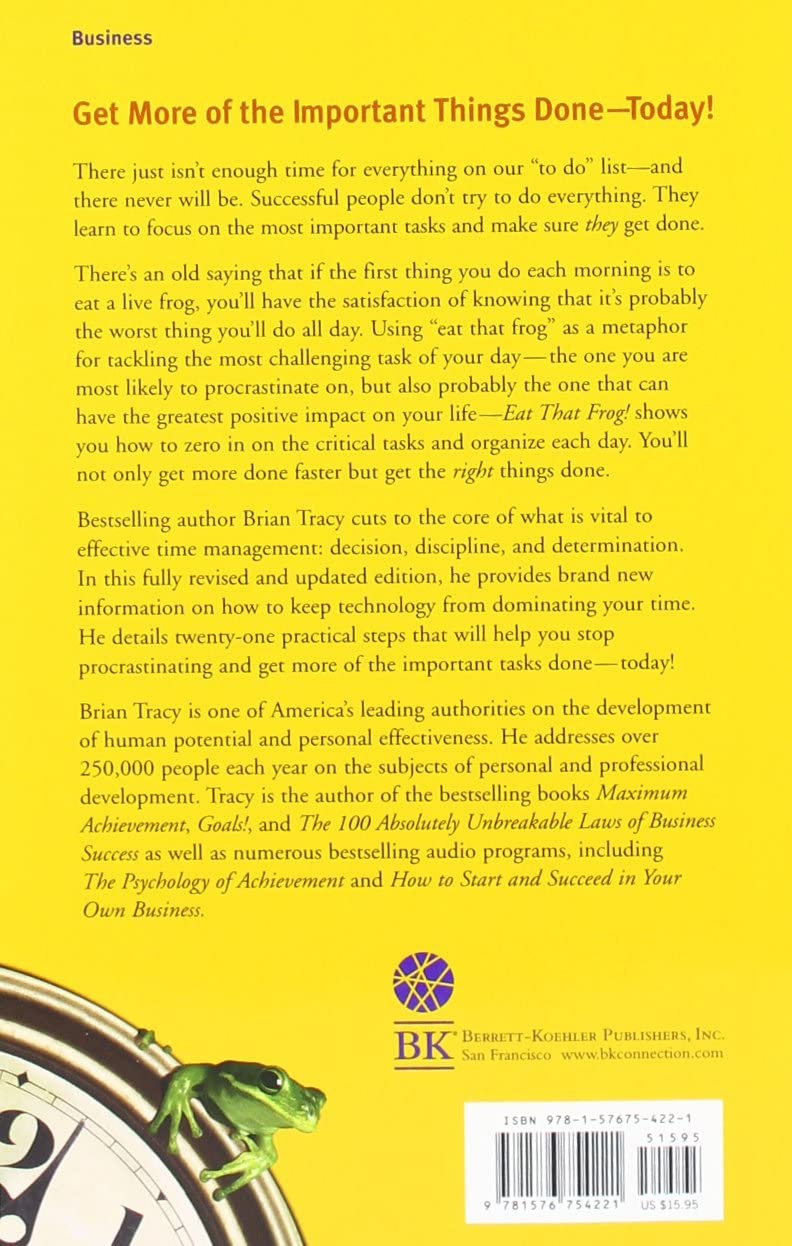 Business
Get More of the Important Things Done—Today!
There just isn't enough time for everything on our “to do” list—and
there never will be. Successful people don't try to do everything. They
learn to focus on the most important tasks and make sure they get done.
There's an old saying that if the first thing you do each morning is to
eat a live frog, you'll have the satisfaction of knowing that it's probably
the worst thing you'll do all day. Using “eat that frog” as a metaphor
for tackling the most challenging task of your day—the one you are
most likely to procrastinate on, but also probably the one that can
have the greatest positive impact on your life—Eat That Frog! shows
you how to zero in on the critical tasks and organize each day. You'll
not only get more done faster but get the right things done.
Bestselling author Brian Tracy cuts to the core of what is vital to
effective time management: decision, discipline, and determination.
In this fully revised and updated edition, he provides brand new
information on how to keep technology from dominating your time.
He details twenty-one practical steps that will help you stop
procrastinating and get more of the important tasks done—today!
Brian Tracy is one of America's leading authorities on the development
of human potential and personal effectiveness. He addresses over
250,000 people each year on the subjects of personal and professional
development. Tracy is the author of the bestselling books Maximum
Achievement, Goals!, and The 100 Absolutely Unbreakable Laws of Business
Success as well as numerous bestselling audio programs, including
The Psychology of Achievement and How to Start and Succeed in Your
Own Business.
BK® Berrett-Koehler Publishers, Inc.
San Francisco www.bkconnection.com
ISBN 978-1-57675-422-1
51595
9 781576 754221
US $15.95
9